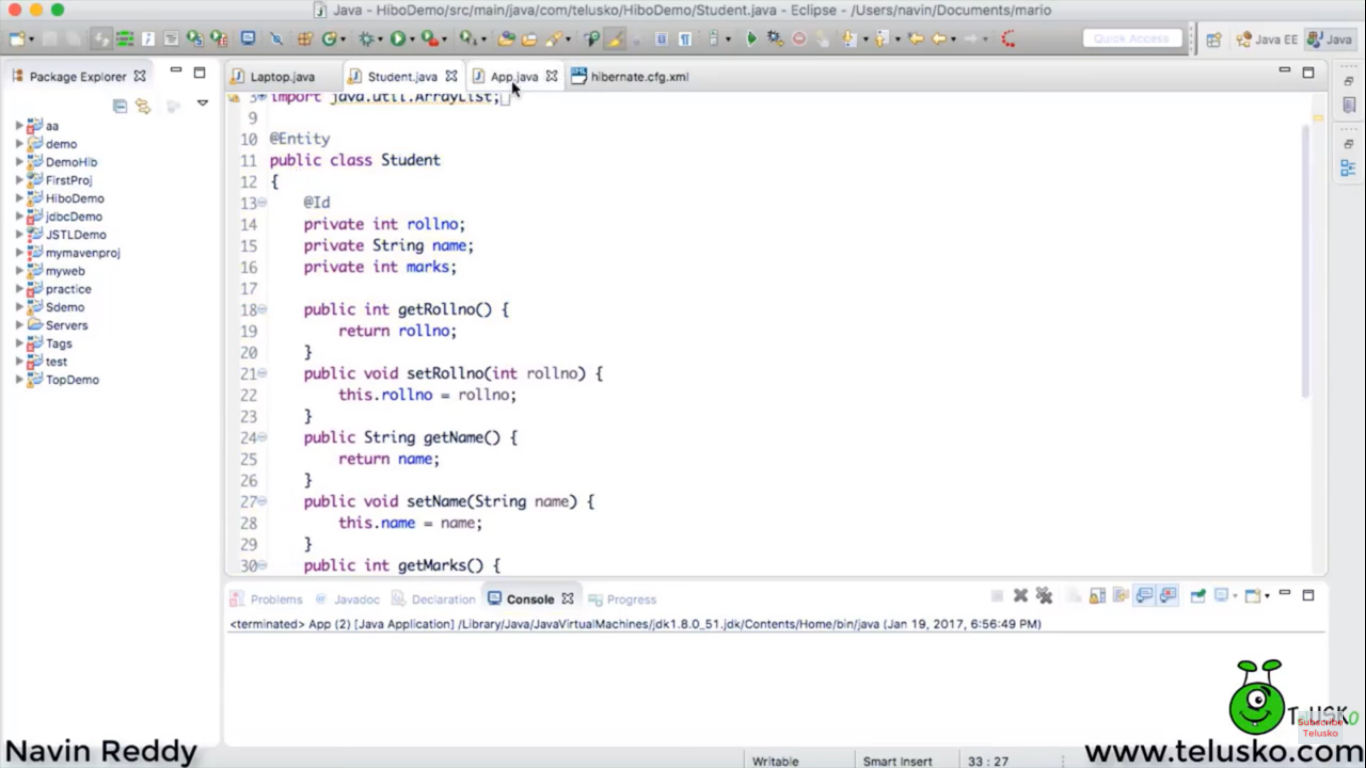 Java - HiboDemo/src/main/java/com/telusko/HiboDemo/Student.java - Eclipse - /Users/navin/Documents/mario
Quick Access
Java EE
Java
Package Explorer
Laptop.java
Student.java
App.java
hibernate.cfg.xml
aa
demo
DemoHib
FirstProj
HiboDemo
jdbcDemo
JSTLDemo
mymavenproj
myweb
practice
Sdemo
Servers
Tags
test
TopDemo
3 import java.util.ArrayList;
9
10 @Entity
11 public class Student
12 {
13 @Id
14 private int rollno;
15 private String name;
16 private int marks;
17
18 public int getRollno() {
19 return rollno;
20 }
21 public void setRollno(int rollno) {
22 this.rollno = rollno;
23 }
24 public String getName() {
25 return name;
26 }
27 public void setName(String name) {
28 this.name = name;
29 }
30 public int getMarks() {
Problems
Javadoc
Declaration
Console
Progress
<terminated> App (2) [Java Application] /Library/Java/JavaVirtualMachines/jdk1.8.0_51.jdk/Contents/Home/bin/java (Jan 19, 2017, 6:56:49 PM)
Subscribe
Telusko
Navin Reddy
www.telusko.com
Writable
Smart Insert
33 : 27